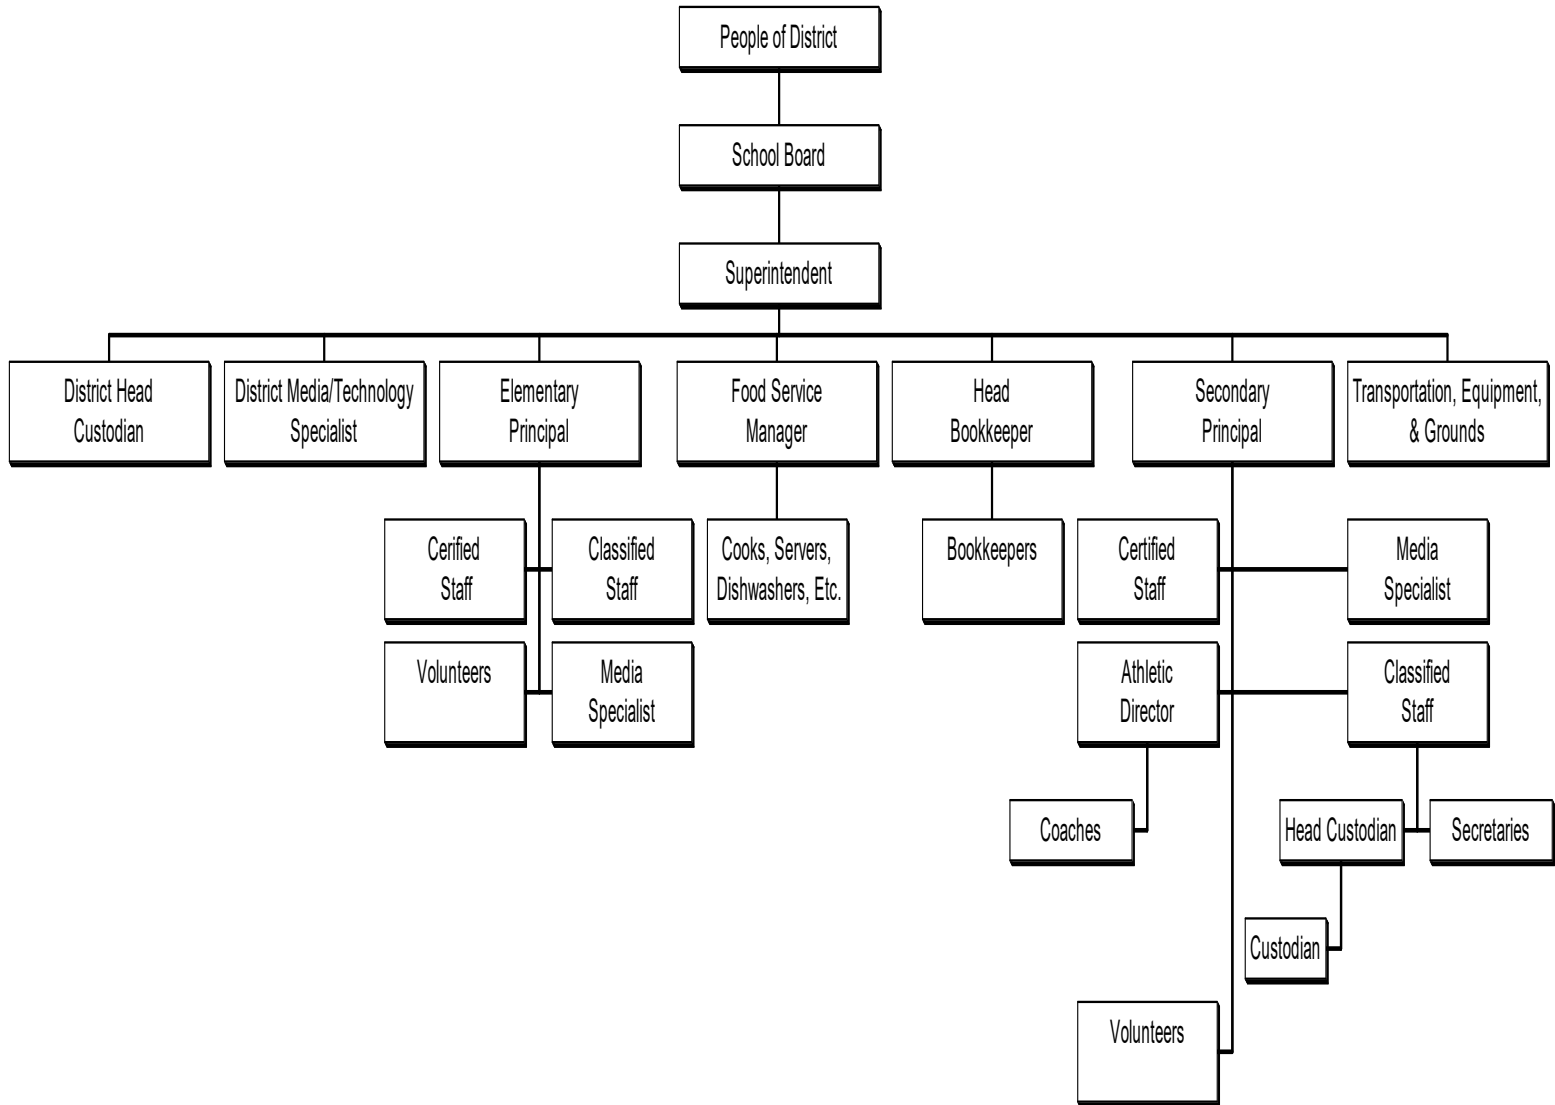 People of District
School Board
Superintendent
District Head
Custodian
District Media/Technology
Specialist
Elementary
Principal
Food Service
Manager
Head
Bookkeeper
Secondary
Principal
Transportation, Equipment,
& Grounds
Cerified
Staff
Classified
Staff
Cooks, Servers,
Dishwashers, Etc.
Bookkeepers
Certified
Staff
Media
Specialist
Volunteers
Media
Specialist
Athletic
Director
Classified
Staff
Coaches
Head Custodian
Secretaries
Custodian
Volunteers